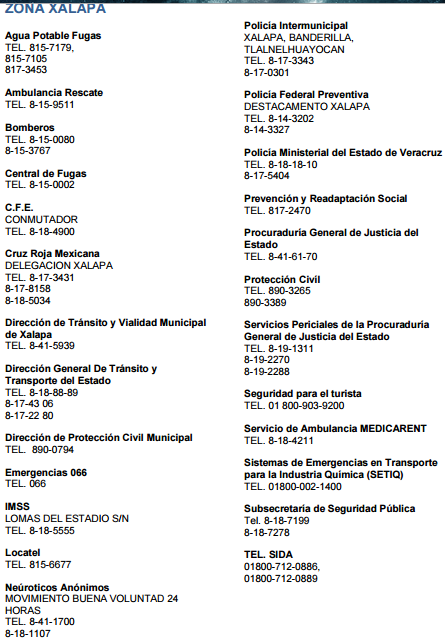 ZONA XALAPA
Agua Potable Fugas
TEL. 815-7179,
815-7105
817-3453
Ambulancia Rescate
TEL. 8-15-9511
Bomberos
TEL. 8-15-0080
8-15-3767
Central de Fugas
TEL. 8-15-0002
C.F.E.
CONMUTADOR
TEL. 8-18-4900
Cruz Roja Mexicana
DELEGACION XALAPA
TEL. 8-17-3431
8-17-8158
8-18-5034
Dirección de Tránsito y Vialidad Municipal
de Xalapa
TEL. 8-41-5939
Dirección General De Tránsito y
Transporte del Estado
TEL. 8-18-88-89
8-17-43 06
8-17-22 80
Dirección de Protección Civil Municipal
TEL. 890-0794
Emergencias 066
TEL. 066
IMSS
LOMAS DEL ESTADIO S/N
TEL. 8-18-5555
Locatel
TEL. 815-6677
Neúroticos Anónimos
MOVIMIENTO BUENA VOLUNTAD 24
HORAS
TEL. 8-41-1700
8-18-1107
Policía Intermunicipal
XALAPA, BANDERILLA,
TLALNELHUAYOCAN
TEL. 8-17-3343
8-17-0301
Policía Federal Preventiva
DESTACAMENTO XALAPA
TEL. 8-14-3202
8-14-3327
Policía Ministerial del Estado de Veracruz
TEL. 8-18-18-10
8-17-5404
Prevención y Readaptación Social
TEL. 817-2470
Procuraduría General de Justicia del
Estado
TEL. 8-41-61-70
Protección Civil
TEL. 890-3265
890-3389
Servicios Periciales de la Procuraduría
General de Justicia del Estado
TEL. 8-19-1311
8-19-2270
8-19-2288
Seguridad para el turista
TEL. 01 800-903-9200
Servicio de Ambulancia MEDICARENT
TEL. 8-18-4211
Sistemas de Emergencias en Transporte
para la Industria Química (SETIQ)
TEL. 01800-002-1400
Subsecretaría de Seguridad Pública
Tel. 8-18-7199
8-18-7278
TEL. SIDA
01800-712-0886,
01800-712-0889